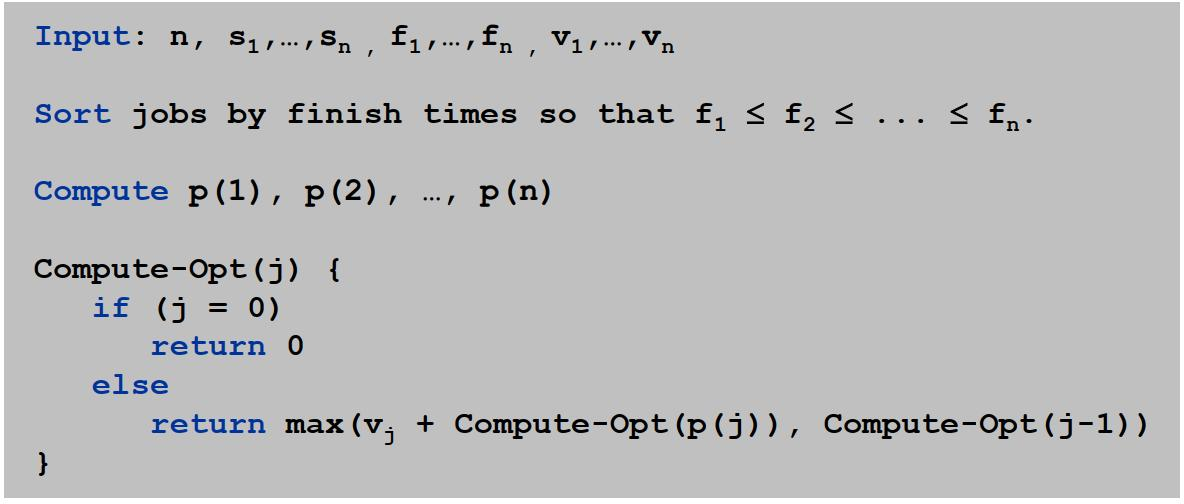 Input: n, s₁,…,sₙ , f₁,…,fₙ , v₁,…,vₙ
Sort jobs by finish times so that f₁ ≤ f₂ ≤ ... ≤ fₙ.
Compute p(1), p(2), …, p(n)
Compute-Opt(j) {
if (j = 0)
return 0
else
return max(vⱼ + Compute-Opt(p(j)), Compute-Opt(j-1))
}